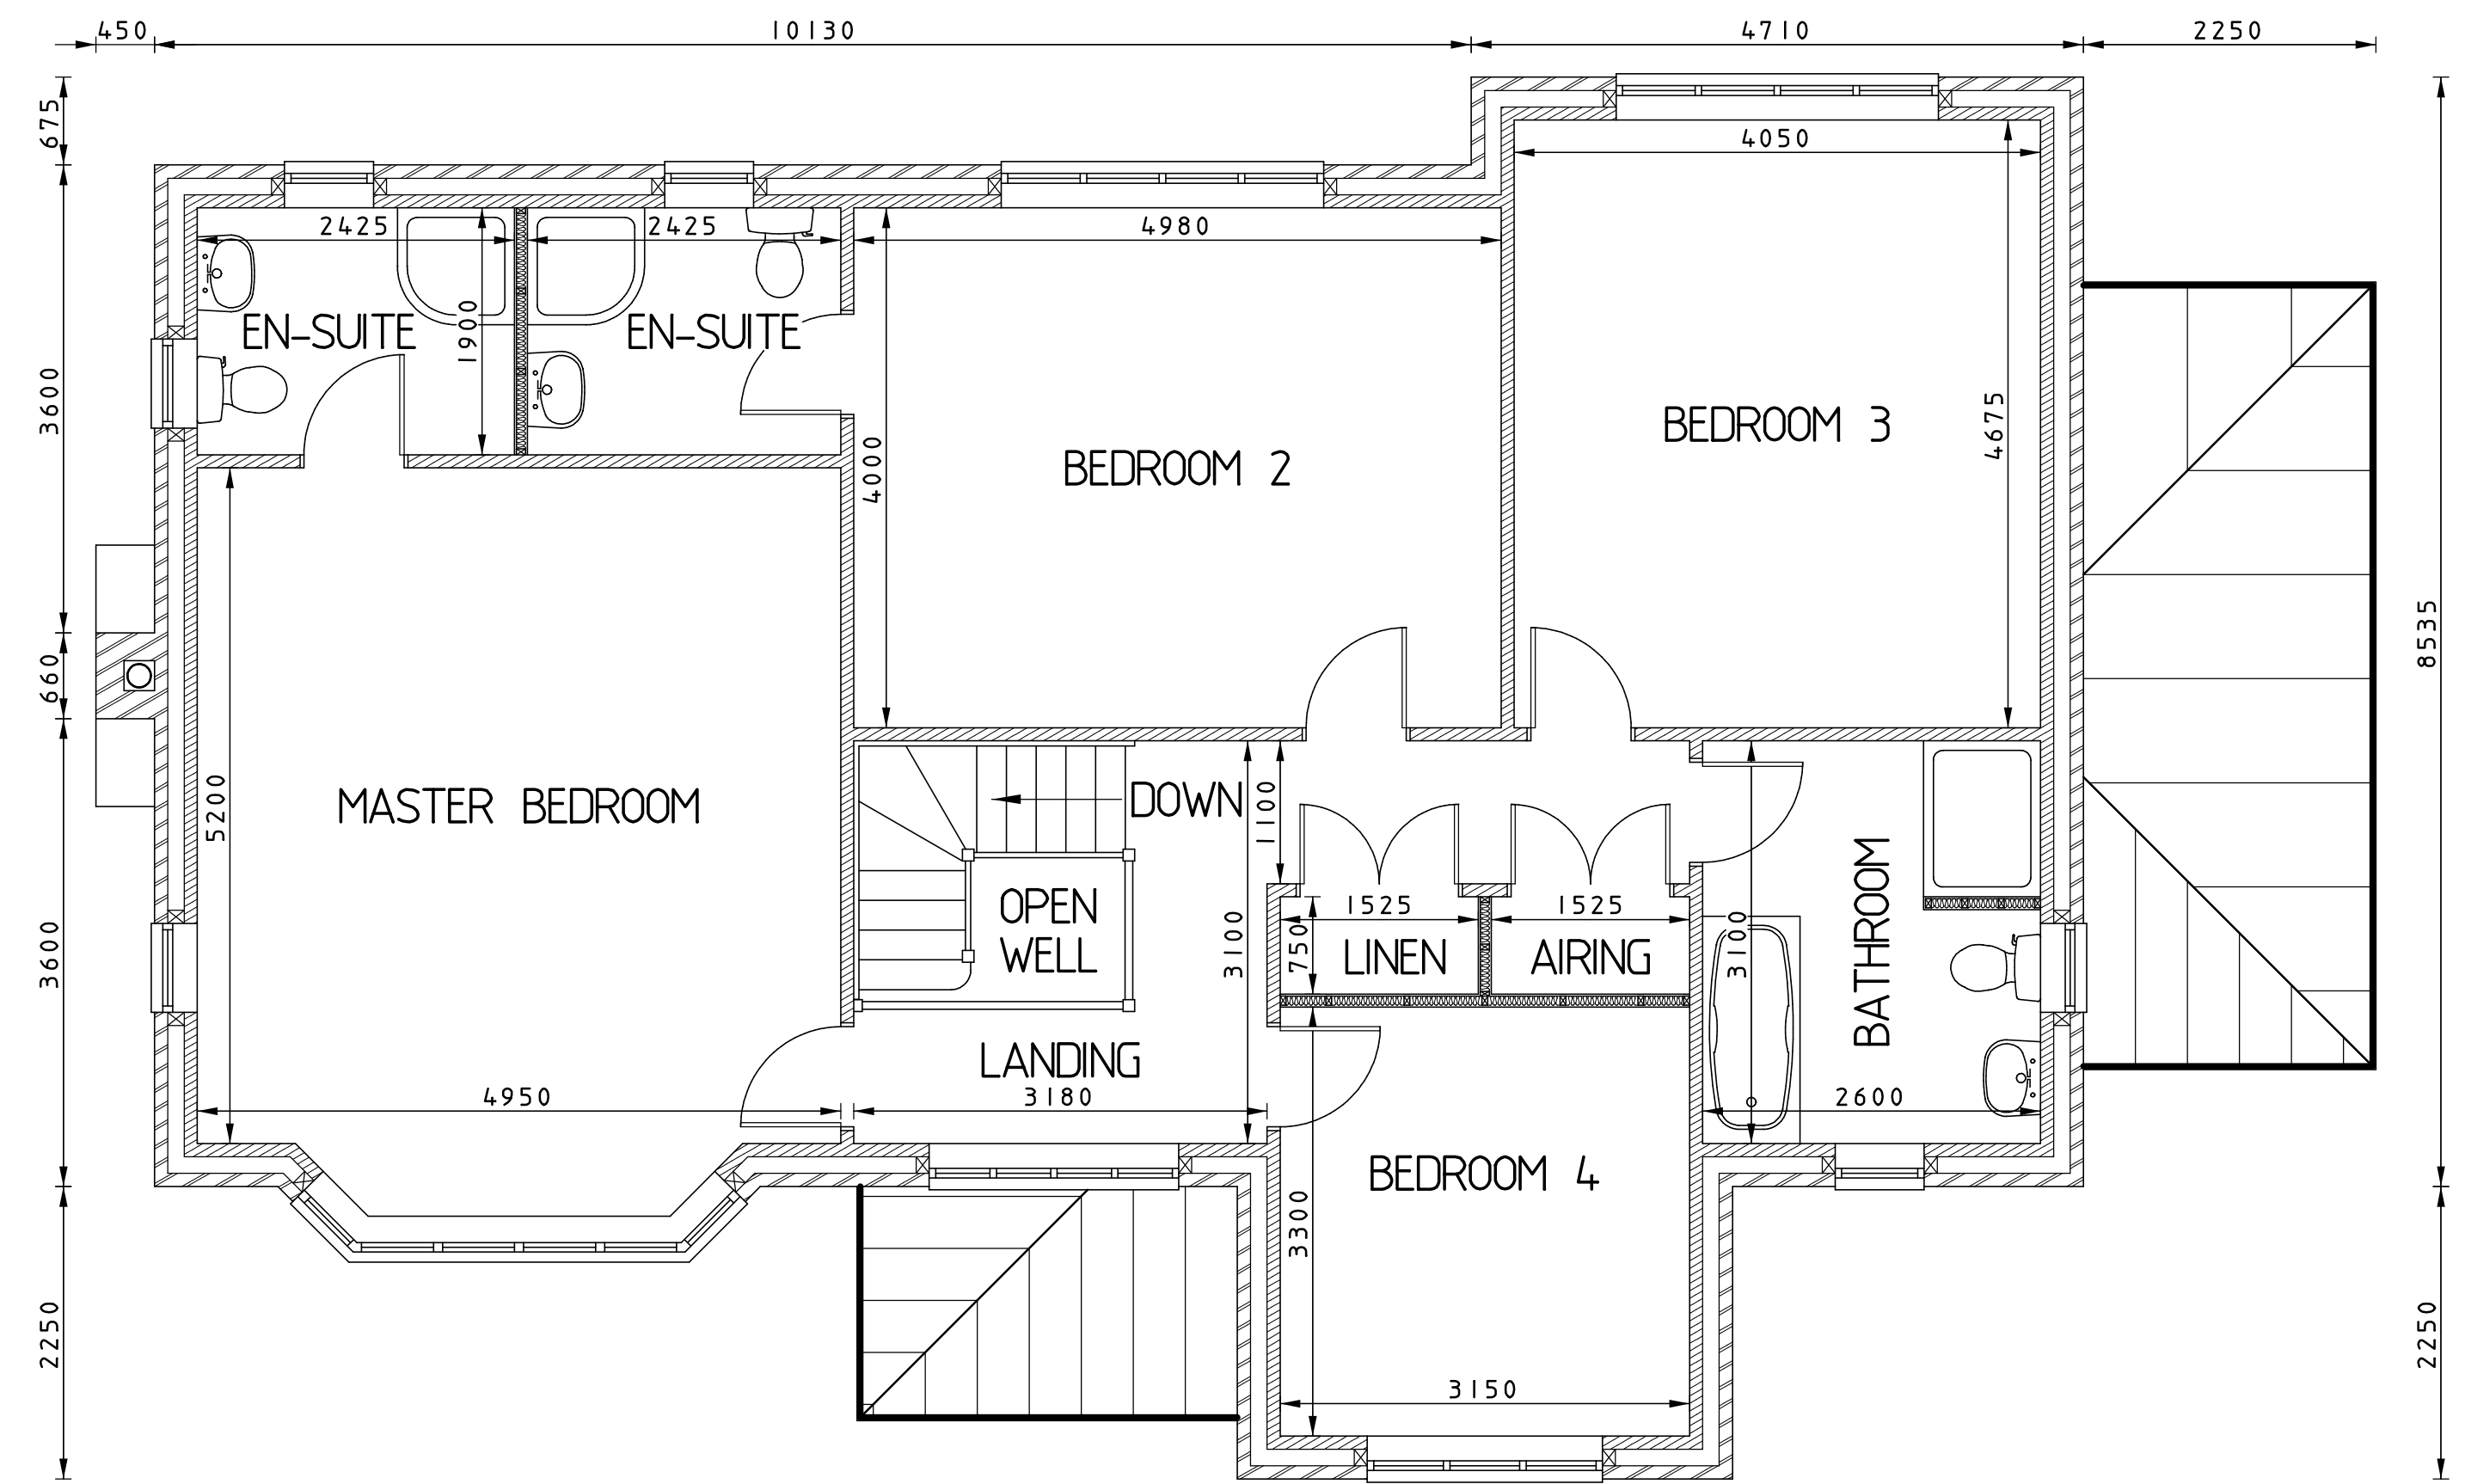 450 10130 4710 2250
675
4050
2425 2425 4980
EN-SUITE 1900 EN-SUITE
3600
BEDROOM 3 4675
4000 BEDROOM 2
8535
660
5200 MASTER BEDROOM
DOWN 1100
OPEN
WELL
1525 1525
3100 750 LINEN AIRING 3100 BATHROOM
3600
LANDING
4950 3180 2600
BEDROOM 4
3300
2250 2250
3150